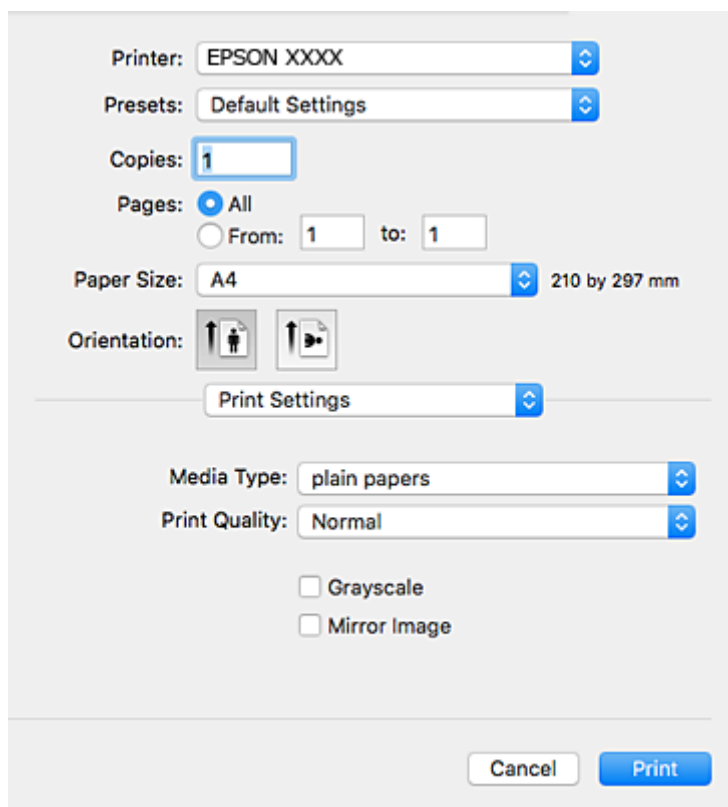 Printer: EPSON XXXX
Presets: Default Settings
Copies: 1
Pages: All
From: 1 to: 1
Paper Size: A4 210 by 297 mm
Orientation:
Print Settings
Media Type: plain papers
Print Quality: Normal
Grayscale
Mirror Image
Cancel Print